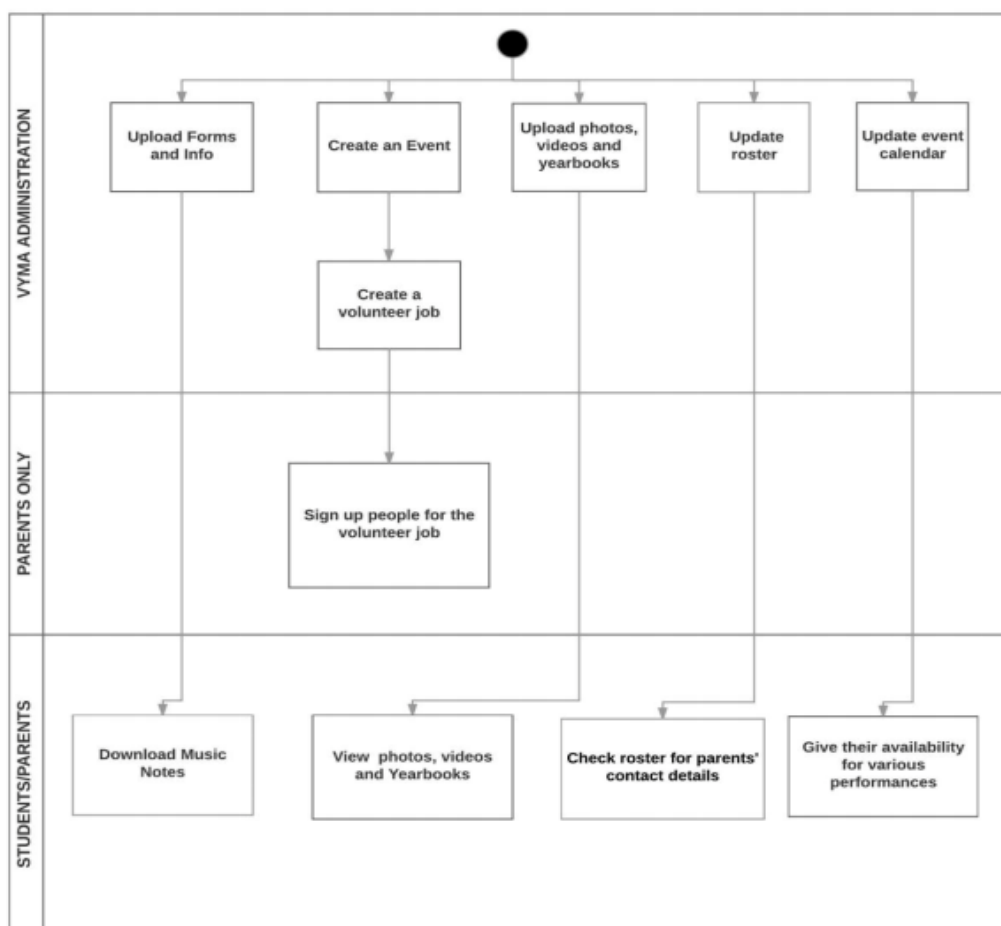 VYMA ADMINISTRATION
Upload Forms
and Info
Create an Event
Upload photos,
videos and
yearbooks
Update
roster
Update event
calendar
Create a
volunteer job
PARENTS ONLY
Sign up people for the
volunteer job
STUDENTS/PARENTS
Download Music
Notes
View photos, videos
and Yearbooks
Check roster for parents'
contact details
Give their availability
for various
performances